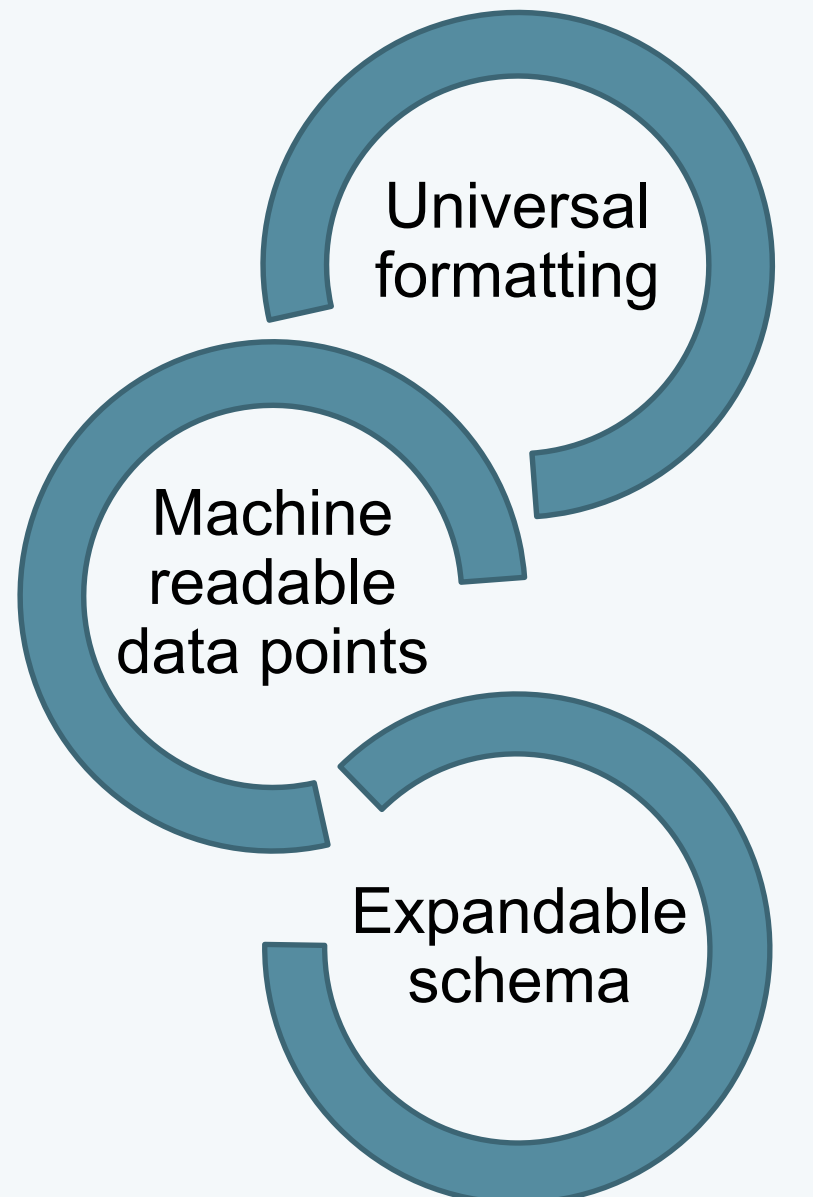 Universal
formatting
Machine
readable
data points
Expandable
schema